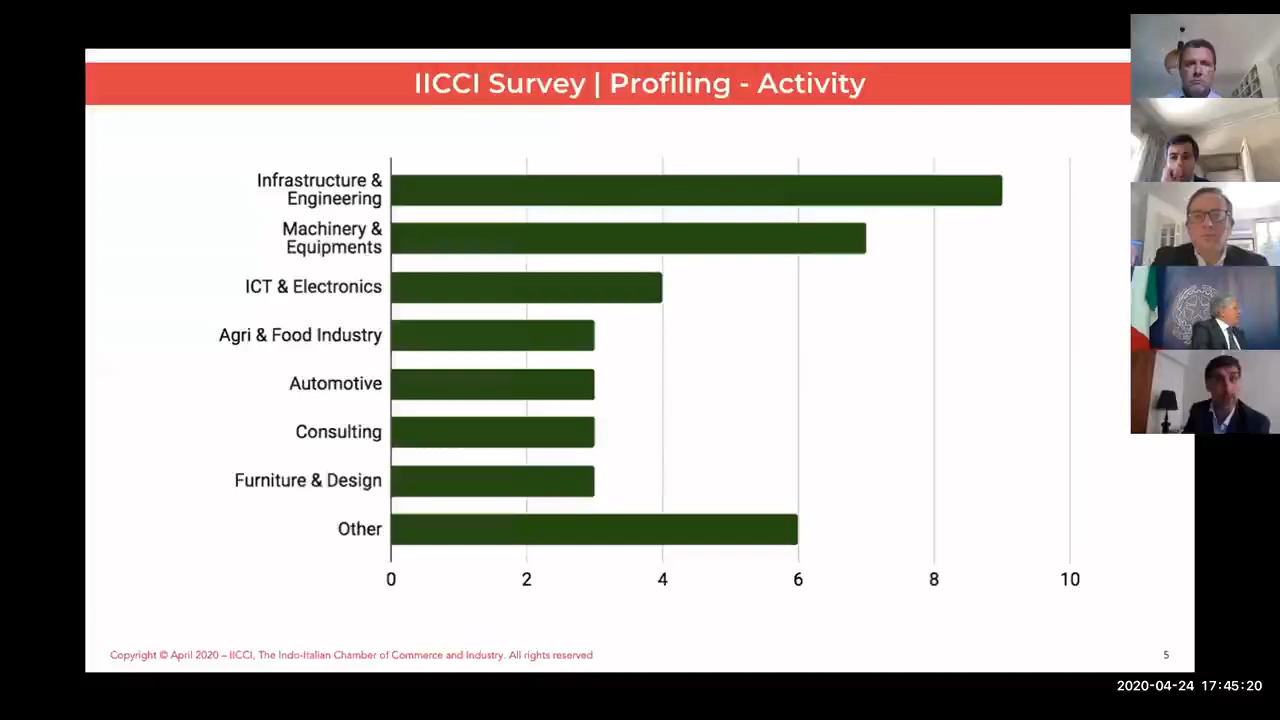 IICCI Survey | Profiling - Activity
Infrastructure &
Engineering
Machinery &
Equipments
ICT & Electronics
Agri & Food Industry
Automotive
Consulting
Furniture & Design
Other
0 2 4 6 8 10
Copyright © April 2020 – IICCI, The Indo-Italian Chamber of Commerce and Industry. All rights reserved
5
2020-04-24 17:45:20